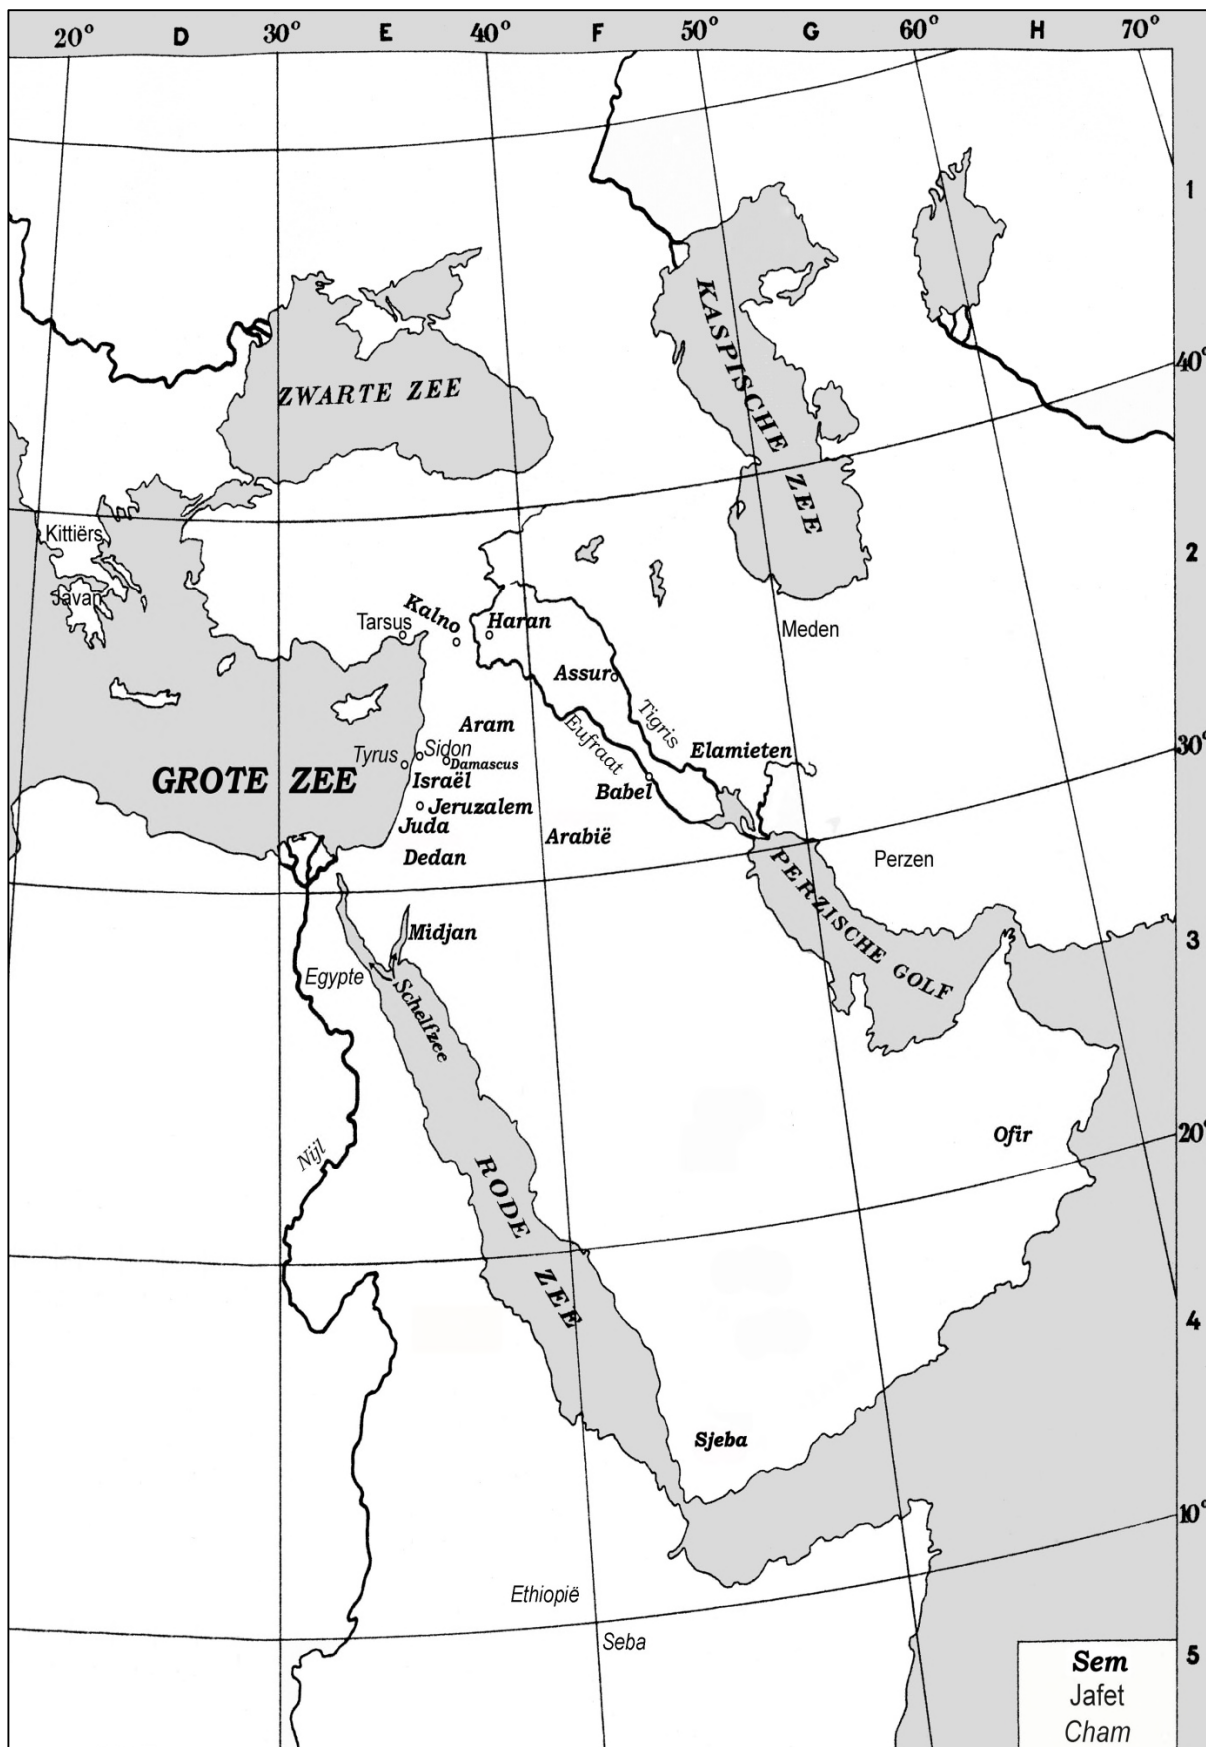 20° D 30° E 40° F 50° G 60° H 70°
1
KASPISCHE ZEE
40°
ZWARTE ZEE
Kittiërs
2
Javan
Tarsus
Kalno
Haran
Meden
Assur
Tigris
Eufraat
Aram
Elamieten
30°
Tyrus
Sidon
Damascus
GROTE ZEE
Israël
Babel
Jeruzalem
Juda
Arabië
Dedan
Perzen
PERZISCHE GOLF
3
Midjan
Egypte
Schelfzee
Ofir
20°
Nijl
RODE ZEE
4
Sjeba
10°
Ethiopië
Seba
5
Sem
Jafet
Cham